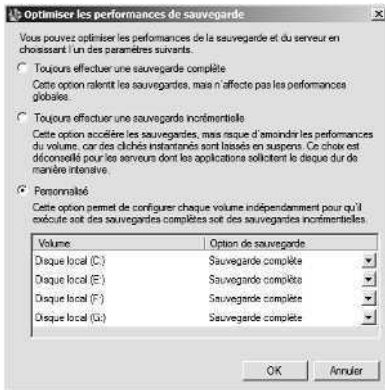 Optimiser les performances de sauvegarde
Vous pouvez optimiser les performances de la sauvegarde et du serveur en
choisissant l'un des paramètres suivants.
Toujours effectuer une sauvegarde complète
Cette option ralentit les sauvegardes, mais n'affecte pas les performances
globales.
Toujours effectuer une sauvegarde incrémentielle
Cette option accélère les sauvegardes, mais risque d'amoindrir les performances
du volume, car des clichés instantanés sont laissés en suspens. Ce choix est
déconseillé pour les serveurs dont les applications sollicitent le disque dur de
manière intensive.
Personnalisé
Cette option permet de configurer chaque volume indépendamment pour qu'il
exécute soit des sauvegardes complètes soit des sauvegardes incrémentielles.
Volume Option de sauvegarde
Disque local (C:) Sauvegarde complète
Disque local (E:) Sauvegarde complète
Disque local (F:) Sauvegarde complète
Disque local (G:) Sauvegarde complète
OK Annuler